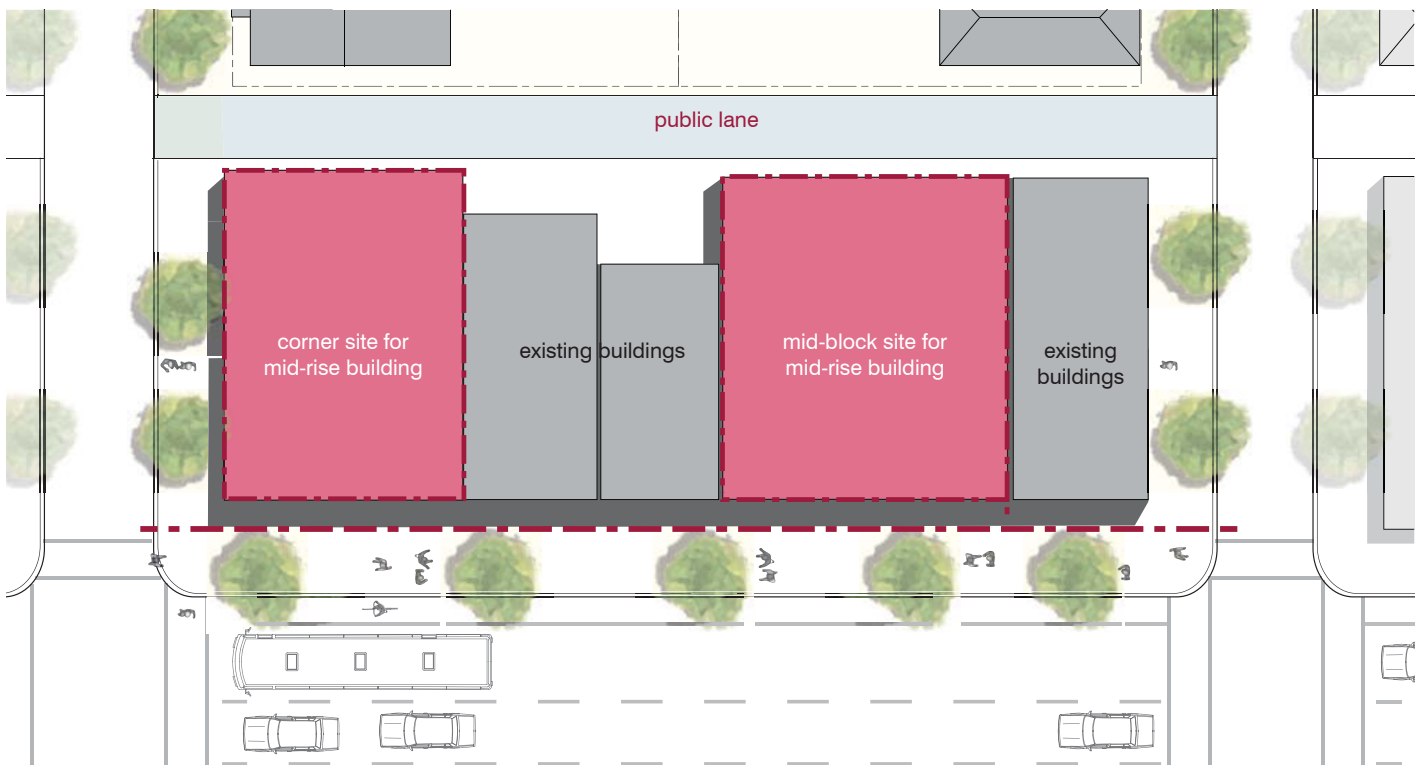 public lane
corner site for
mid-rise building
existing buildings
mid-block site for
mid-rise building
existing
buildings